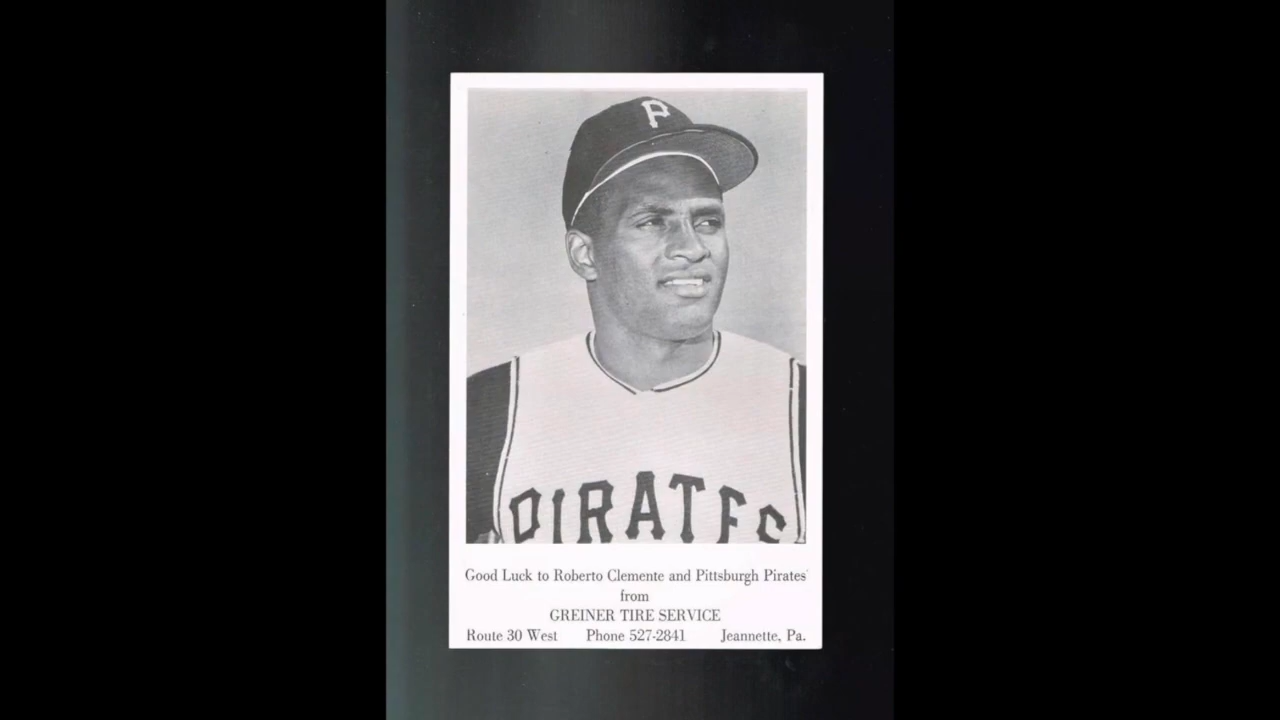 P
PIRATES
Good Luck to Roberto Clemente and Pittsburgh Pirates
from
GREINER TIRE SERVICE
Route 30 West Phone 527-2841 Jeannette, Pa.